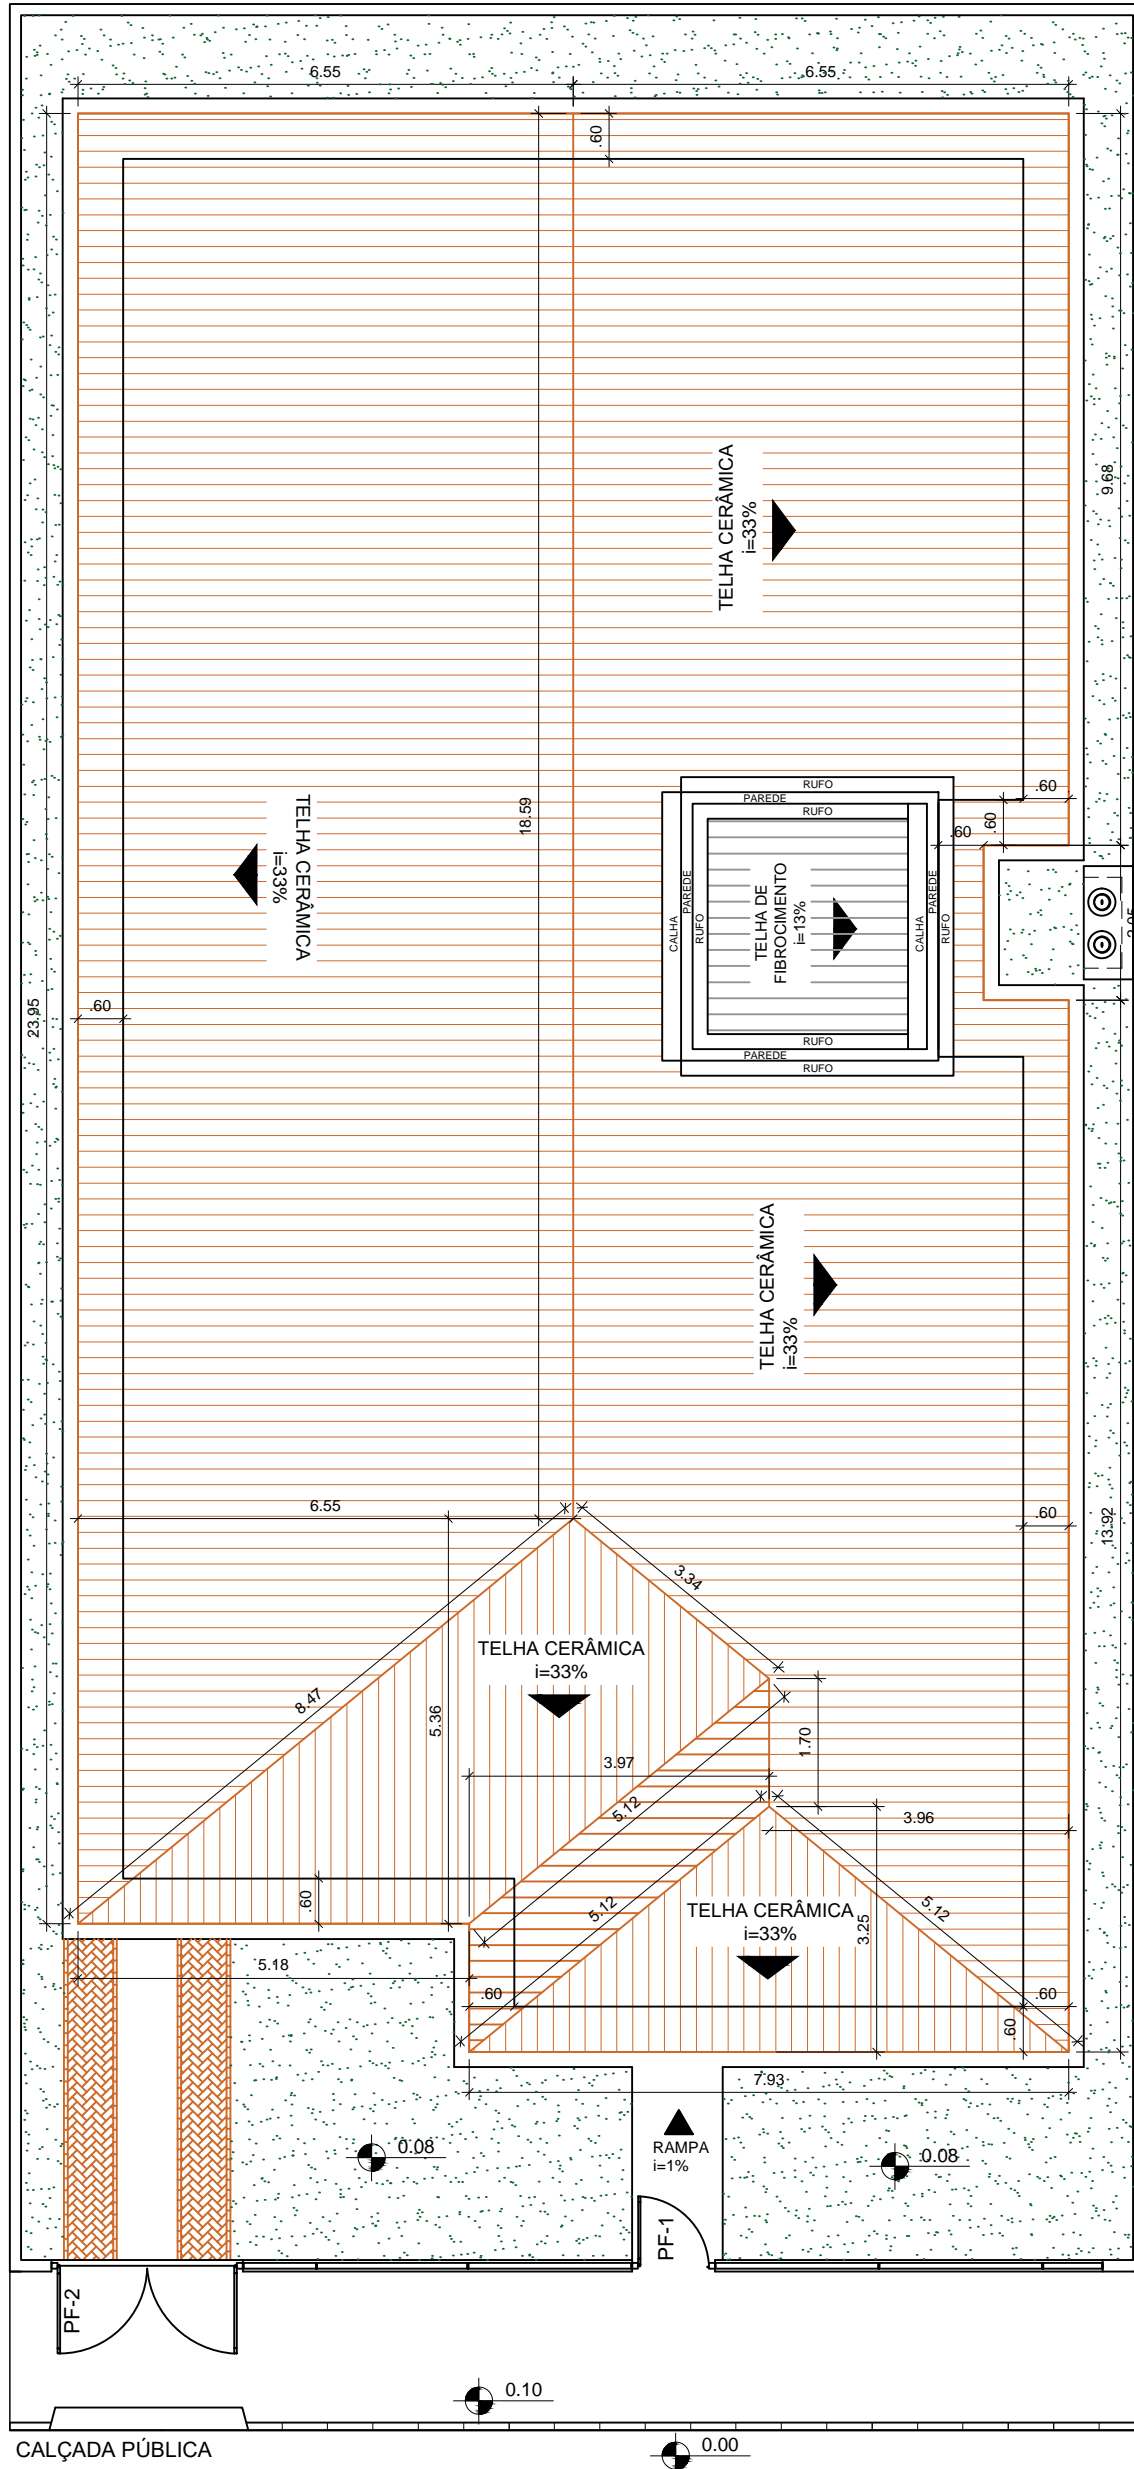 6.55
6.55
.60
TELHA CERÂMICA
i=33%
9.68
18.59
TELHA CERÂMICA
i=33%
23.95
.60
RUFO
PAREDE
RUFO
CALHA
PAREDE
RUFO
TELHA DE
FIBROCIMENTO
i=13%
CALHA
PAREDE
RUFO
RUFO
PAREDE
RUFO
.60
.60
.60
TELHA CERÂMICA
i=33%
6.55
.60
13.92
3.34
TELHA CERÂMICA
i=33%
8.47
5.36
1.70
3.97
5.12
3.96
.60
5.12
TELHA CERÂMICA
i=33%
3.25
5.12
5.18
.60
.60
.60
7.93
0.08
RAMPA
i=1%
0.08
PF-1
PF-2
0.10
CALÇADA PÚBLICA
0.00